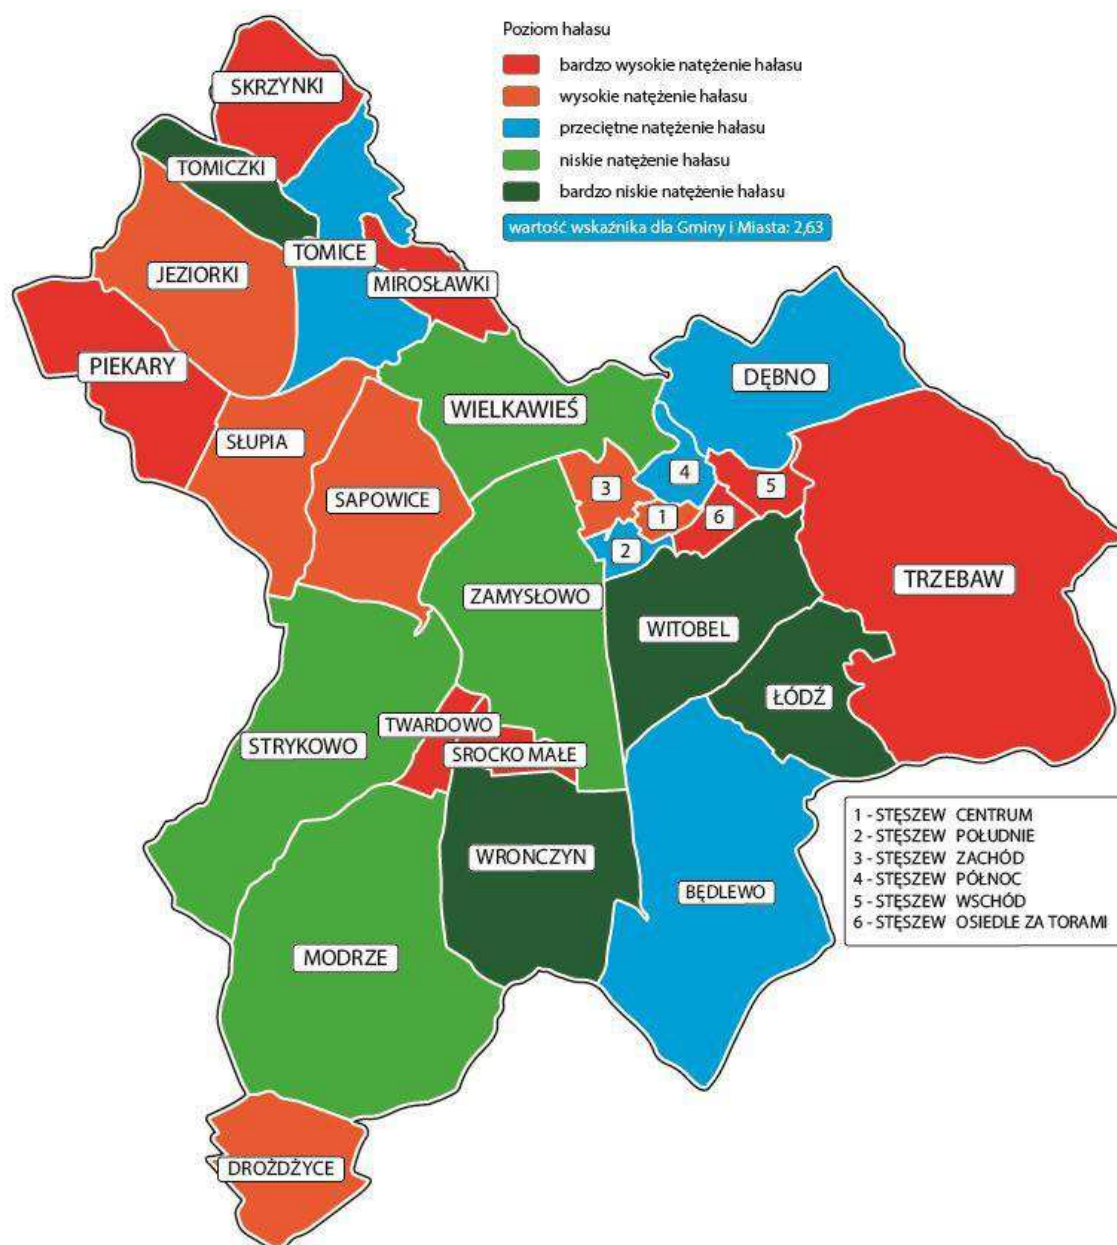 Poziom hałasu
bardzo wysokie natężenie hałasu
wysokie natężenie hałasu
przeciętne natężenie hałasu
niskie natężenie hałasu
bardzo niskie natężenie hałasu
wartość wskaźnika dla Gminy i Miasta: 2,63
SKRZYNKI
TOMICZKI
TOMICE
JEZIORKI
MIROSŁAWKI
PIEKARY
DĘBNO
WIELKAWIEŚ
SŁUPIA
SAPOWICE
3
4
5
1
6
2
TRZEBAW
ZAMYSŁOWO
WITOBEL
ŁÓDŹ
TWARDOWO
STRYKOWO
SROCKO MAŁE
WRONCZYN
BĘDLEWO
MODRZE
DROŻDŻYCE
1 - STĘSZEW CENTRUM
2 - STĘSZEW POŁUDNIE
3 - STĘSZEW ZACHÓD
4 - STĘSZEW PÓŁNOC
5 - STĘSZEW WSCHÓD
6 - STĘSZEW OSIEDLE ZA TORAMI